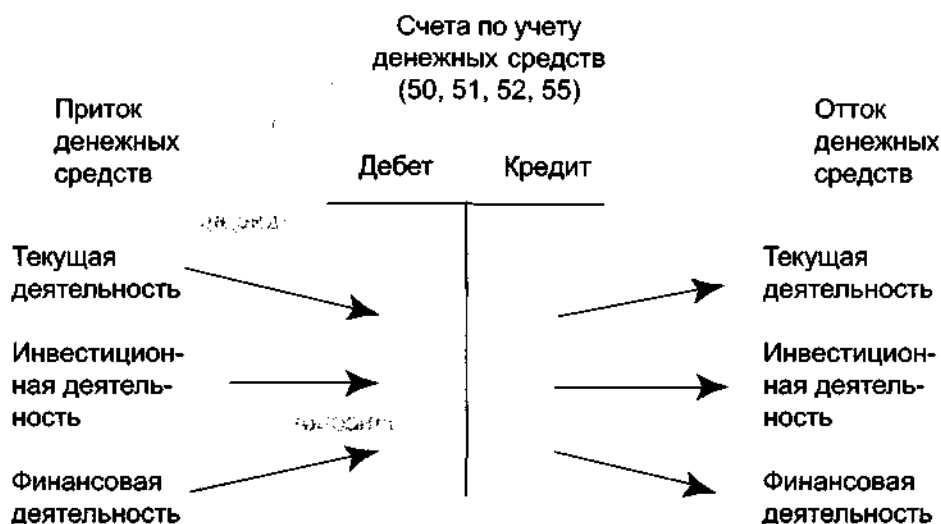 Счета по учету
денежных средств
(50, 51, 52, 55)
Приток
денежных
средств
Отток
денежных
средств
Дебет
Кредит
Текущая
деятельность
Инвестицион-
ная деятель-
ность
Финансовая
деятельность
Текущая
деятельность
Инвестицион-
ная деятель-
ность
Финансовая
деятельность